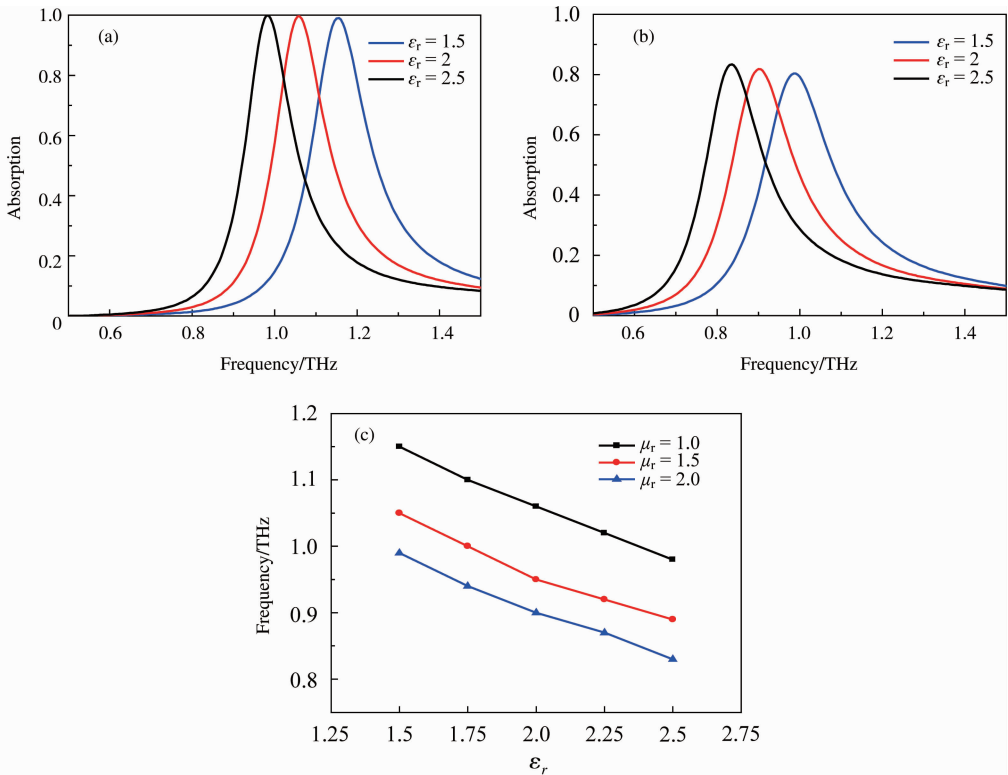 (a)
εr = 1.5
εr = 2
εr = 2.5
1.0
0.8
0.6
0.4
0.2
0
Absorption
0.6 0.8 1.0 1.2 1.4
Frequency/THz
(b)
εr = 1.5
εr = 2
εr = 2.5
1.0
0.8
0.6
0.4
0.2
0
Absorption
0.6 0.8 1.0 1.2 1.4
Frequency/THz
(c)
μr = 1.0
μr = 1.5
μr = 2.0
1.2
1.1
1.0
0.9
0.8
Frequency/THz
1.25 1.5 1.75 2.0 2.25 2.5 2.75
εr